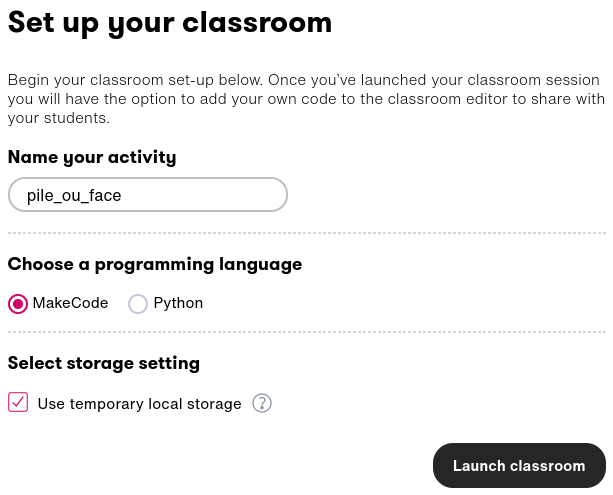 Set up your classroom
Begin your classroom set-up below. Once you've launched your classroom session
you will have the option to add your own code to the classroom editor to share with
your students.
Name your activity
pile_ou_face
Choose a programming language
MakeCode Python
Select storage setting
Use temporary local storage ?
Launch classroom